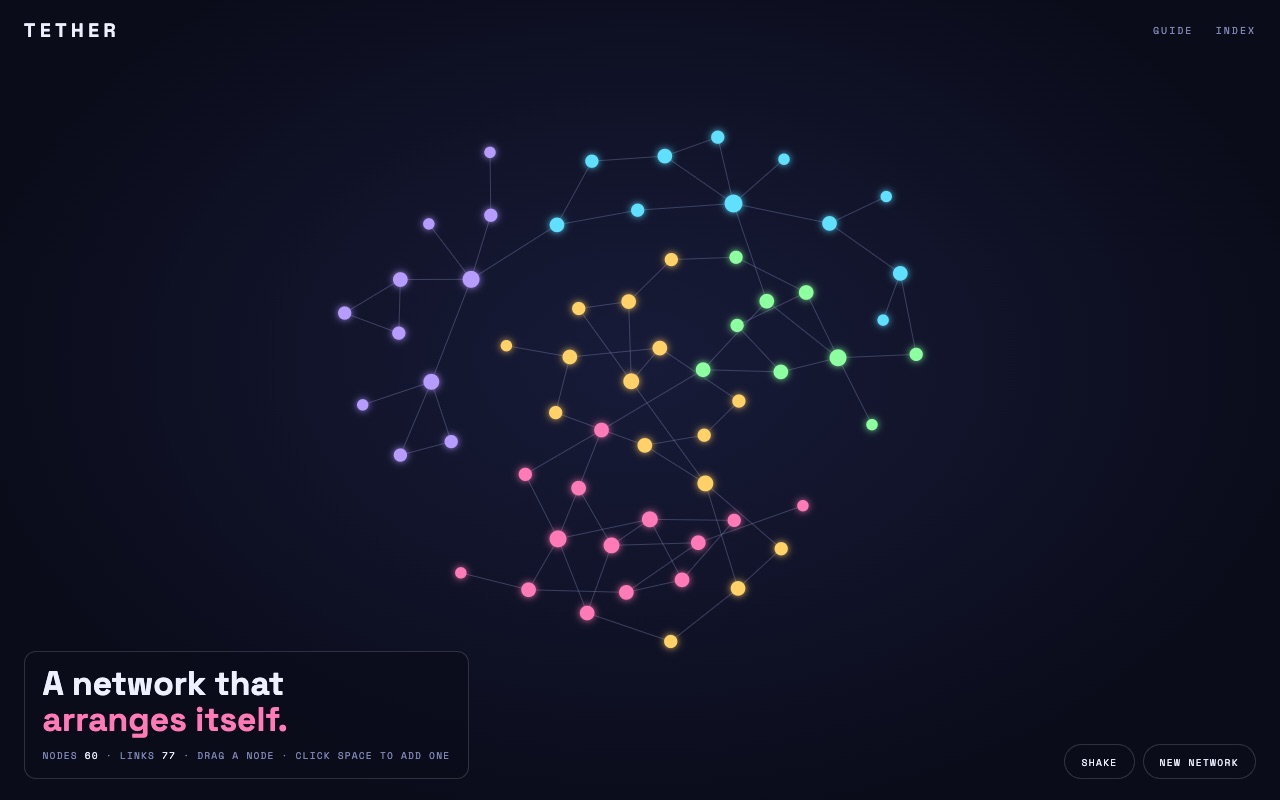 TETHER
GUIDE INDEX
A network that
arranges itself.
NODES 60 · LINKS 77 · DRAG A NODE · CLICK SPACE TO ADD ONE
SHAKE NEW NETWORK